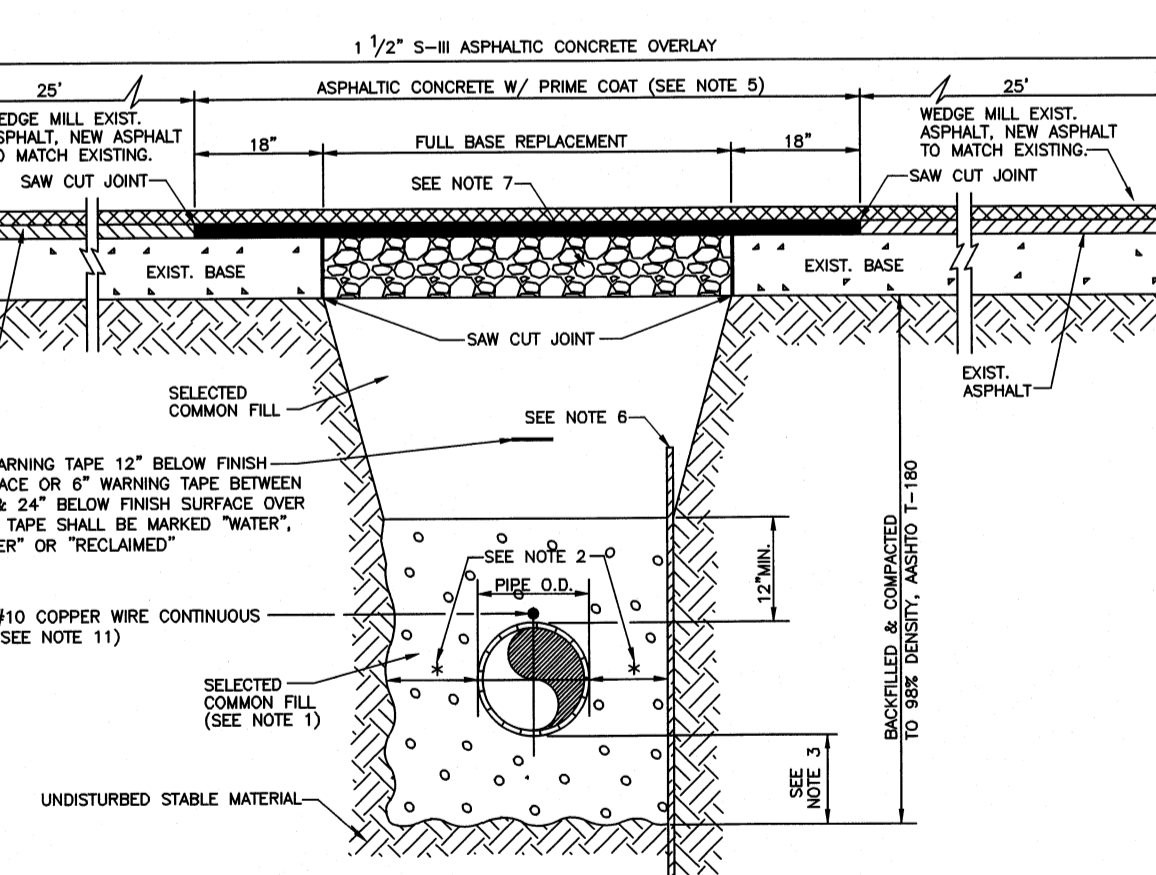 1 1/2" S-III ASPHALTIC CONCRETE OVERLAY
25'
ASPHALTIC CONCRETE W/ PRIME COAT (SEE NOTE 5)
25'
EDGE MILL EXIST.
SPHALT, NEW ASPHALT
O MATCH EXISTING.
WEDGE MILL EXIST.
ASPHALT, NEW ASPHALT
TO MATCH EXISTING.
18"
FULL BASE REPLACEMENT
18"
SAW CUT JOINT
SEE NOTE 7
SAW CUT JOINT
EXIST. BASE
EXIST. BASE
SAW CUT JOINT
EXIST.
ASPHALT
SELECTED
COMMON FILL
SEE NOTE 6
ARNING TAPE 12" BELOW FINISH
ACE OR 6" WARNING TAPE BETWEEN
& 24" BELOW FINISH SURFACE OVER
TAPE SHALL BE MARKED "WATER",
ER" OR "RECLAIMED"
SEE NOTE 2
PIPE O.D.
12"MIN.
BACKFILLED & COMPACTED
TO 98% DENSITY, AASHTO T-180
#10 COPPER WIRE CONTINUOUS
(SEE NOTE 11)
*
*
SELECTED
COMMON FILL
(SEE NOTE 1)
SEE
NOTE 3
UNDISTURBED STABLE MATERIAL